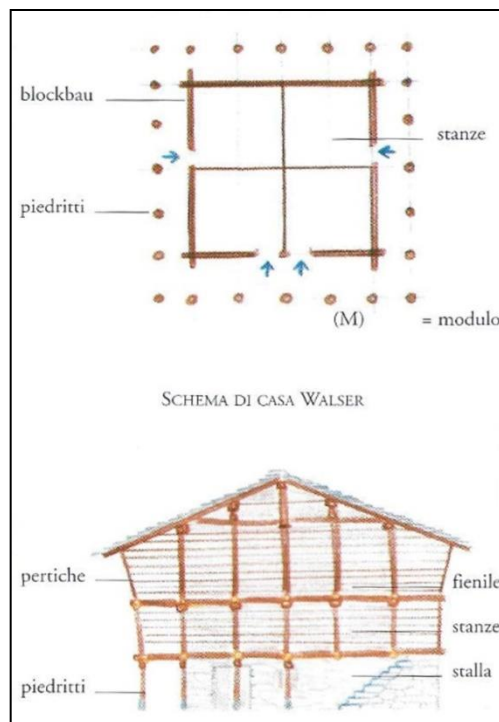 blockbau
stanze
piedritti
(M) = modulo
SCHEMA DI CASA WALSER
pertiche
fienile
stanze
stalla
piedritti